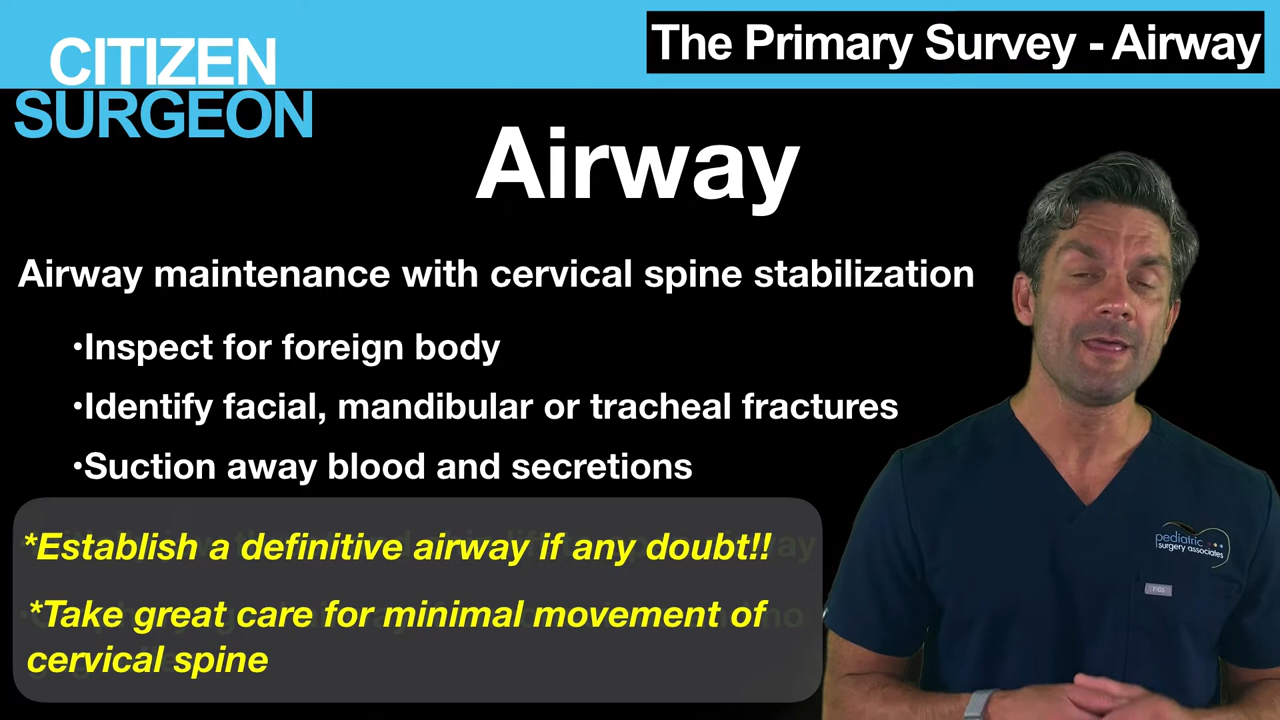 The Primary Survey - Airway
CITIZEN
SURGEON
Airway
Airway maintenance with cervical spine stabilization
•Inspect for foreign body
•Identify facial, mandibular or tracheal fractures
•Suction away blood and secretions
*Establish a definitive airway if any doubt!!
*Take great care for minimal movement of
cervical spine
pediatric
surgery associates
FIGS